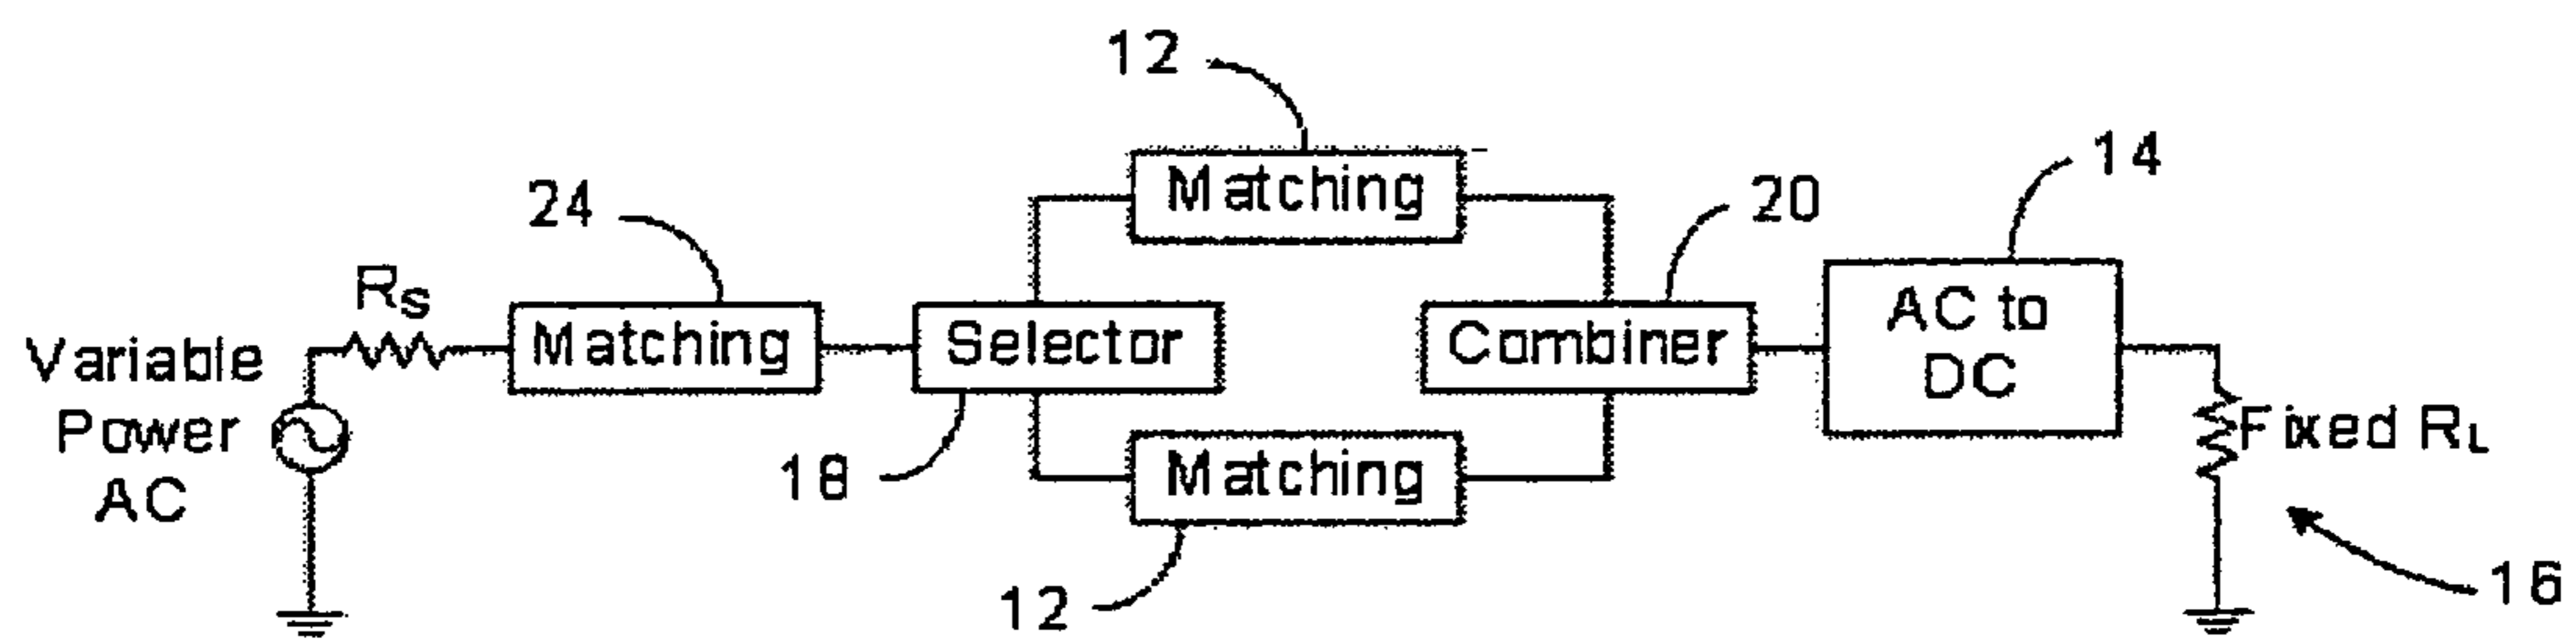 12
Matching
14
24
20
Rs
Matching
Selector
Combiner
AC to
DC
Variable
Power
AC
18
Matching
Fixed RL
12
16